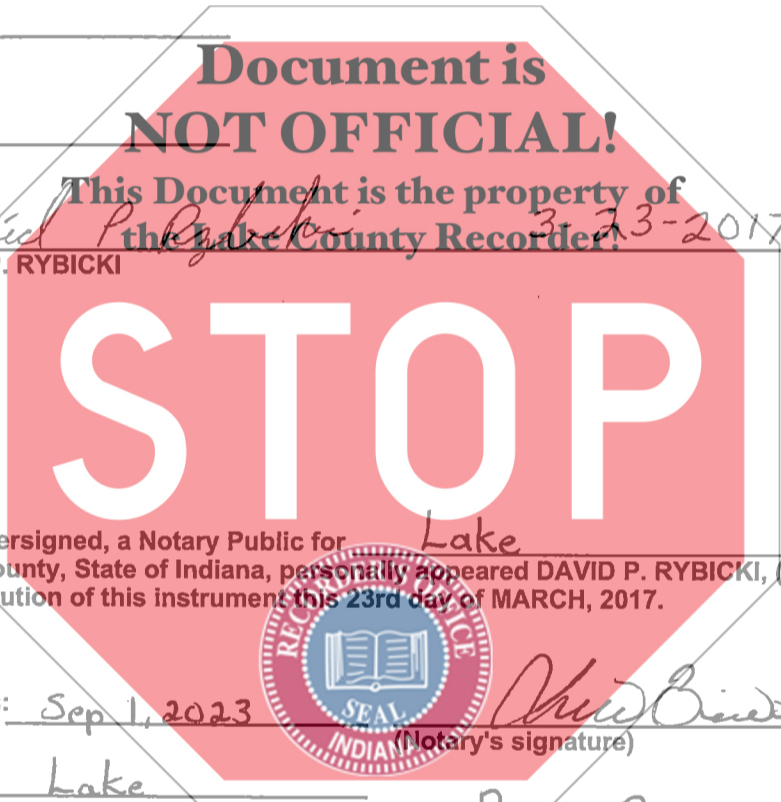 Document is
NOT OFFICIAL!
This Document is the property of
the Lake County Recorder!
P. Rybicki 3-23-2017
. RYBICKI
STOP
ersigned, a Notary Public for Lake
ounty, State of Indiana, personally appeared DAVID P. RYBICKI, (
ution of this instrument this 23rd day of MARCH, 2017.
RECORDER'S OFFICE
SEAL
INDIANA
: Sep 1, 2023
(Notary's signature)
Lake